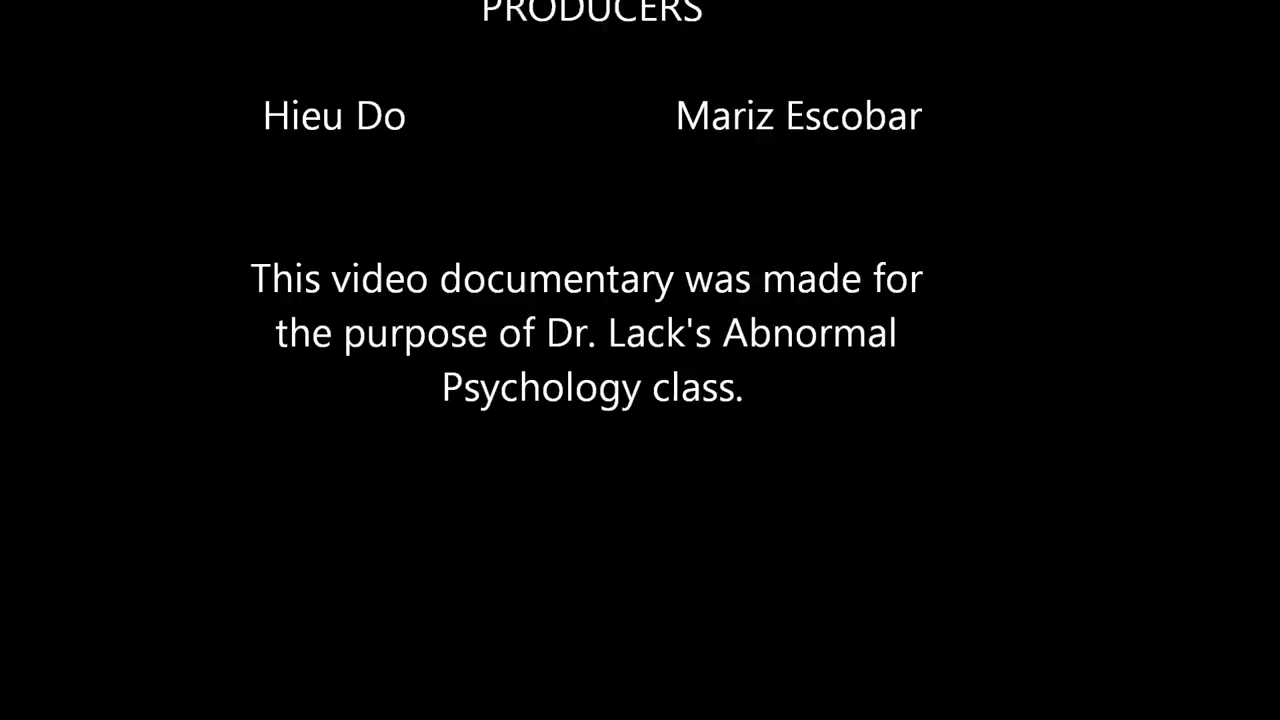 PRODUCERS
Hieu Do Mariz Escobar
This video documentary was made for
the purpose of Dr. Lack's Abnormal
Psychology class.